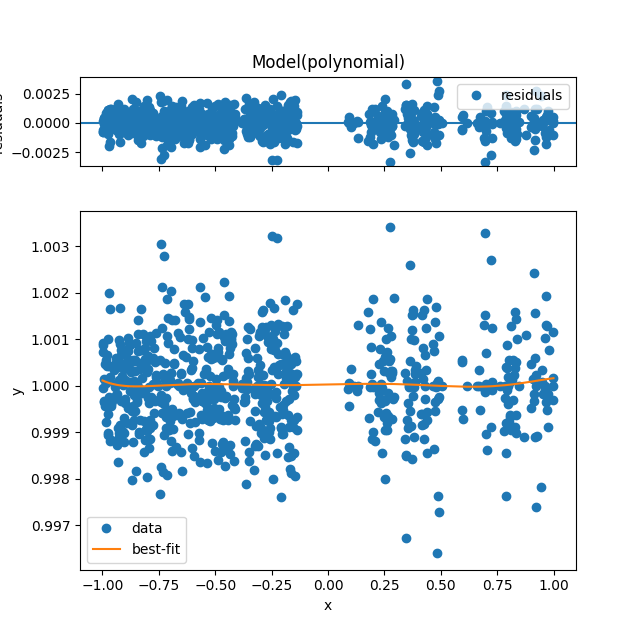 Model(polynomial)
0.0025
0.0000
−0.0025
residuals
residuals
1.003
1.002
1.001
1.000
0.999
0.998
0.997
y
data
best-fit
−1.00 −0.75 −0.50 −0.25 0.00 0.25 0.50 0.75 1.00
x